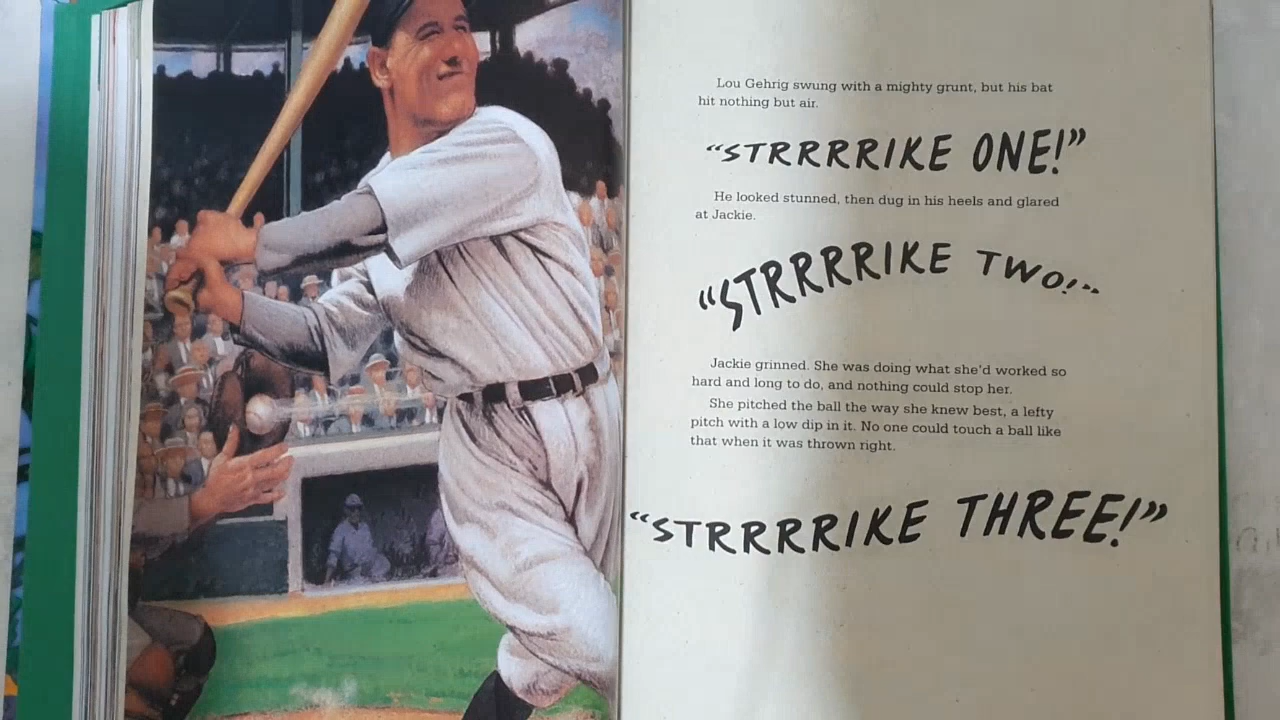 Lou Gehrig swung with a mighty grunt, but his bat
hit nothing but air.
“STRRRRIKE ONE!”
He looked stunned, then dug in his heels and glared
at Jackie.
“STRRRRIKE TWO!”
Jackie grinned. She was doing what she’d worked so
hard and long to do, and nothing could stop her.
She pitched the ball the way she knew best, a lefty
pitch with a low dip in it. No one could touch a ball like
that when it was thrown right.
“STRRRRIKE THREE!”